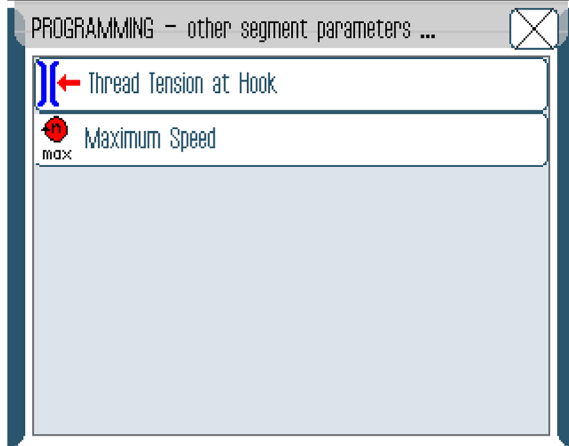 PROGRAMMING - other segment parameters ...
Thread Tension at Hook
n
max
Maximum Speed